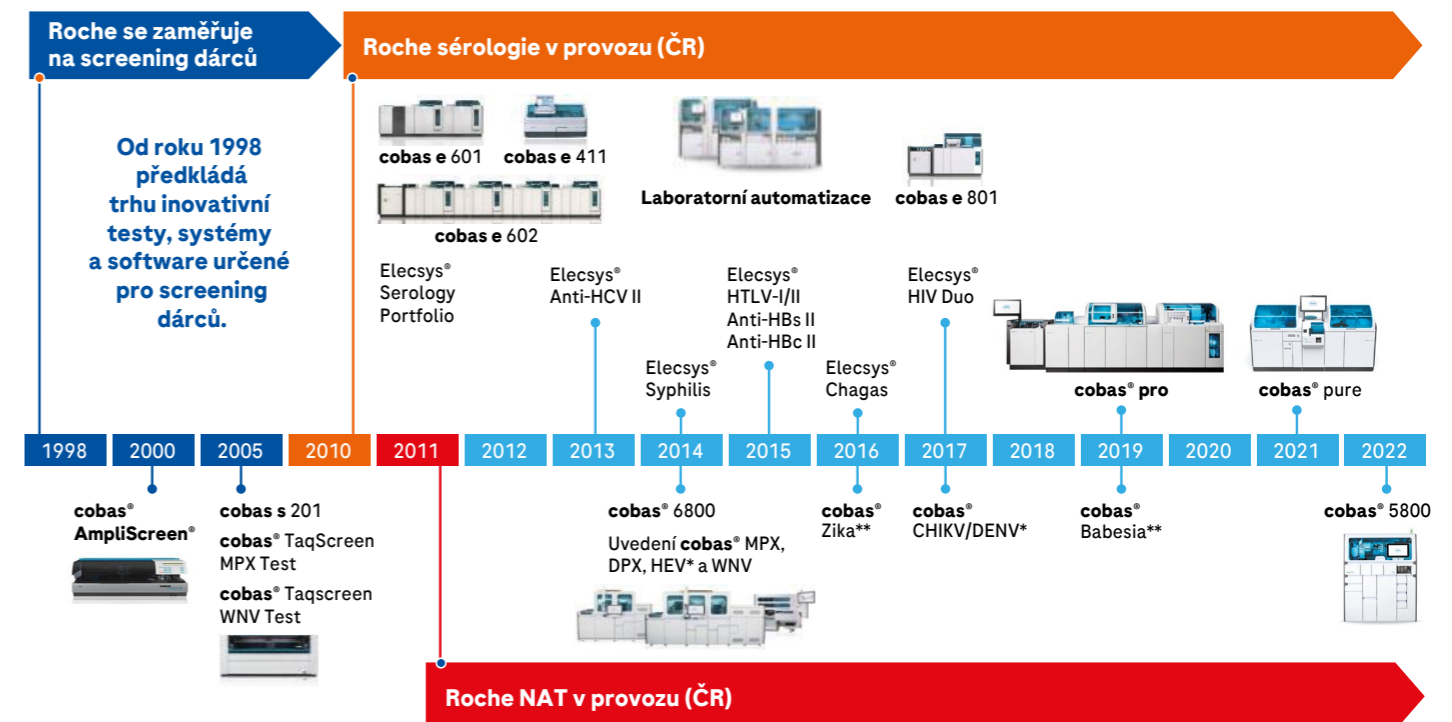 Roche se zaměřuje
na screening dárců
Roche sérologie v provozu (ČR)
Od roku 1998
předkládá
trhu inovativní
testy, systémy
a software určené
pro screening
dárců.
cobas e 601
cobas e 411
cobas e 602
Laboratorní automatizace
cobas e 801
Elecsys®
Serology
Portfolio
Elecsys®
Anti-HCV II
Elecsys®
Syphilis
Elecsys®
HTLV-I/II
Anti-HBs II
Anti-HBc II
Elecsys®
Chagas
Elecsys®
HIV Duo
cobas® pro
cobas® pure
1998 2000 2005 2010 2011 2012 2013 2014 2015 2016 2017 2018 2019 2020 2021 2022
cobas®
AmpliScreen®
cobas s 201
cobas® TaqScreen
MPX Test
cobas® Taqscreen
WNV Test
cobas® 6800
Uvedení cobas® MPX,
DPX, HEV* a WNV
cobas®
Zika**
cobas®
CHIKV/DENV*
cobas®
Babesia**
cobas® 5800
Roche NAT v provozu (ČR)